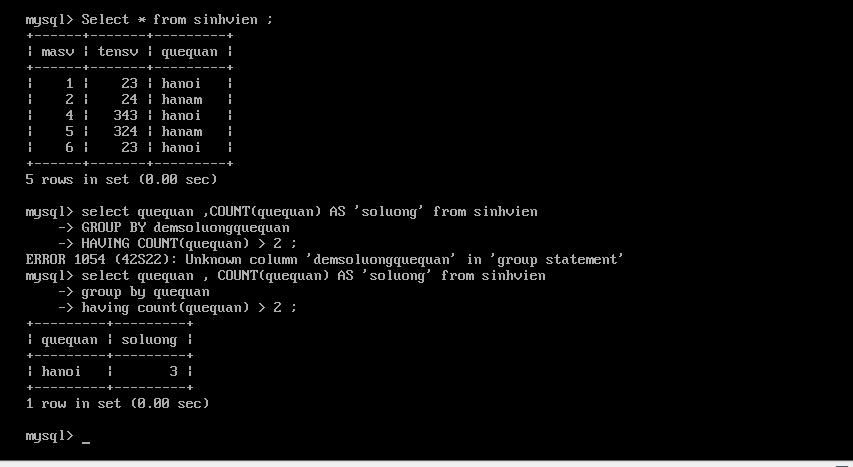 mysql> Select * from sinhvien ;
+------+-------+---------+
| masv | tensv | quequan |
+------+-------+---------+
|    1 |    23 | hanoi   |
|    2 |    24 | hanam   |
|    4 |   343 | hanoi   |
|    5 |   324 | hanam   |
|    6 |    23 | hanoi   |
+------+-------+---------+
5 rows in set (0.00 sec)
mysql> select quequan ,COUNT(quequan) AS 'soluong' from sinhvien
    -> GROUP BY demsoluongquequan
    -> HAVING COUNT(quequan) > 2 ;
ERROR 1054 (42S22): Unknown column 'demsoluongquequan' in 'group statement'
mysql> select quequan , COUNT(quequan) AS 'soluong' from sinhvien
    -> group by quequan
    -> having count(quequan) > 2 ;
+---------+---------+
| quequan | soluong |
+---------+---------+
| hanoi   |       3 |
+---------+---------+
1 row in set (0.00 sec)
mysql> _